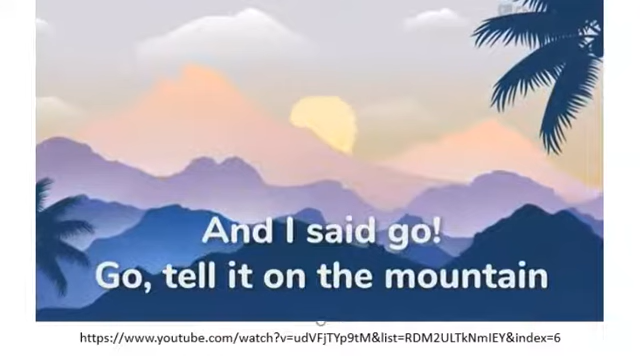 And I said go!
Go, tell it on the mountain
https://www.youtube.com/watch?v=udVFjTYp9tM&list=RDM2ULTkNmIEY&index=6